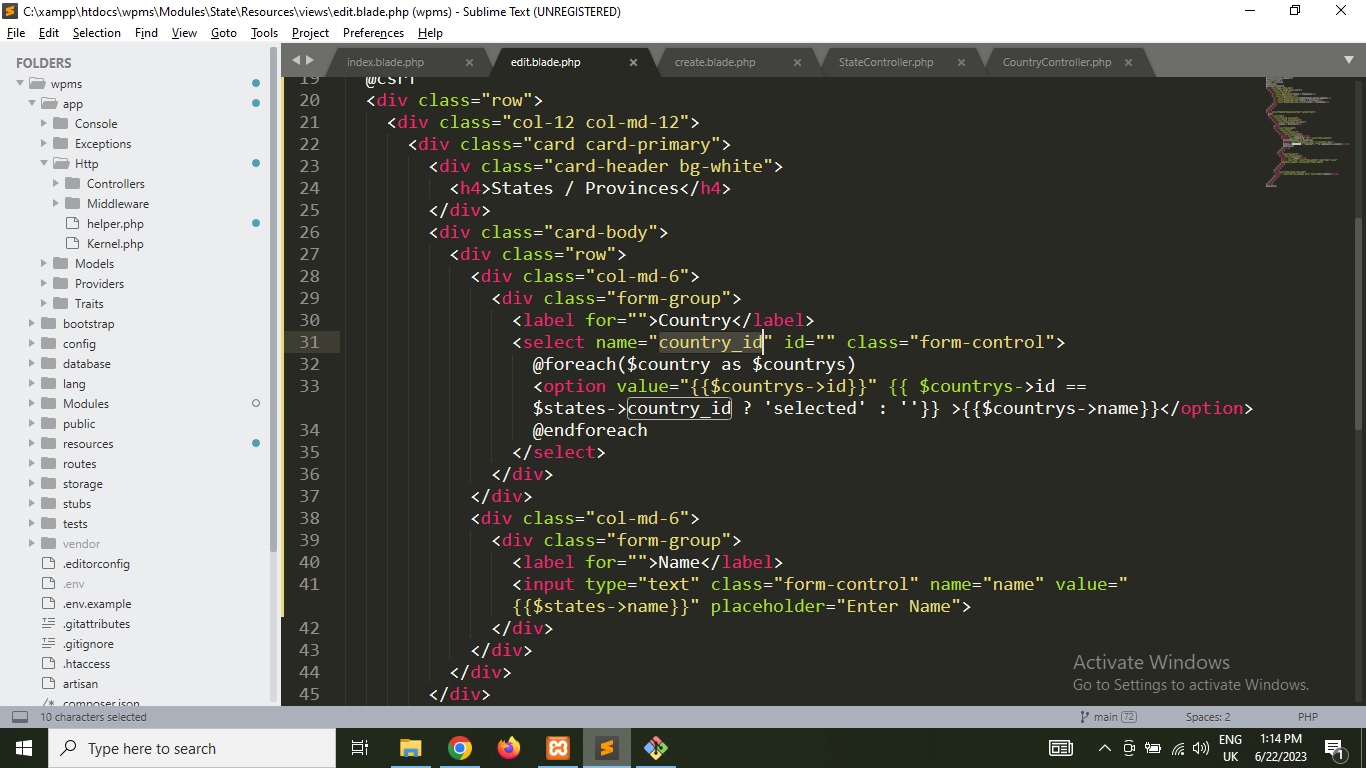 C:\xampp\htdocs\wpms\Modules\State\Resources\views\edit.blade.php (wpms) - Sublime Text (UNREGISTERED)
File Edit Selection Find View Goto Tools Project Preferences Help
FOLDERS
wpms
app
Console
Exceptions
Http
Controllers
Middleware
helper.php
Kernel.php
Models
Providers
Traits
bootstrap
config
database
lang
Modules
public
resources
routes
storage
stubs
tests
vendor
.editorconfig
.env
.env.example
.gitattributes
.gitignore
.htaccess
artisan
composer.json
index.blade.php × edit.blade.php × create.blade.php × StateController.php × CountryController.php ×
19 @csrf
20 <div class="row">
21 <div class="col-12 col-md-12">
22 <div class="card card-primary">
23 <div class="card-header bg-white">
24 <h4>States / Provinces</h4>
25 </div>
26 <div class="card-body">
27 <div class="row">
28 <div class="col-md-6">
29 <div class="form-group">
30 <label for="">Country</label>
31 <select name="country_id" id="" class="form-control">
32 @foreach($country as $countrys)
33 <option value="{{$countrys->id}}" {{ $countrys->id ==
$states->country_id ? 'selected' : ''}} >{{$countrys->name}}</option>
34 @endforeach
35 </select>
36 </div>
37 </div>
38 <div class="col-md-6">
39 <div class="form-group">
40 <label for="">Name</label>
41 <input type="text" class="form-control" name="name" value="
{{$states->name}}" placeholder="Enter Name">
42 </div>
43 </div>
44 </div>
45 </div>
Activate Windows
Go to Settings to activate Windows.
10 characters selected main 72 Spaces: 2 PHP
Type here to search
ENG
UK
1:14 PM
6/22/2023
1